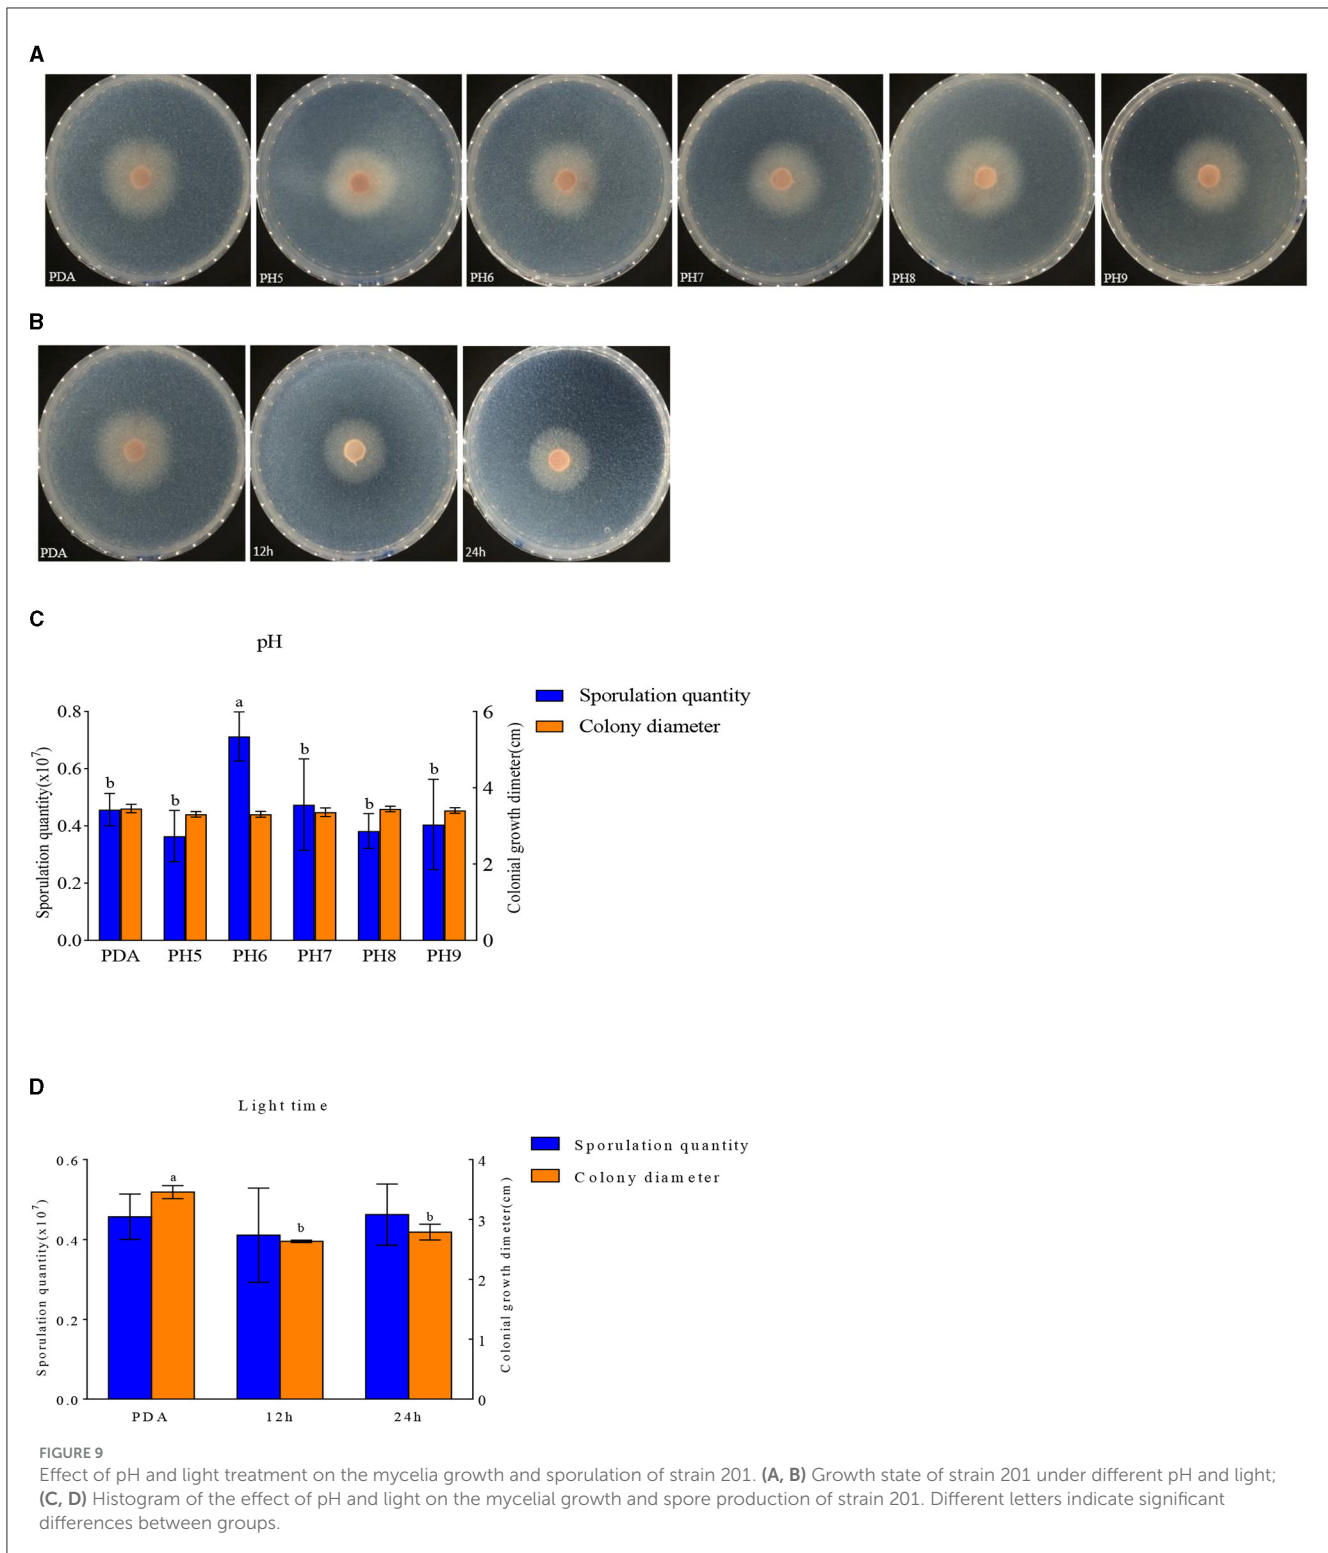 A
PDA
PH5
PH6
PH7
PH8
PH9
B
PDA
12h
24h
C
pH
Sporulation quantity
Colony diameter
a
b
b
b
b
b
0.8
0.6
0.4
0.2
0.0
6
4
2
0
Sporulation quantity(x10⁷)
Colonial growth dimeter(cm)
PDA PH5 PH6 PH7 PH8 PH9
D
Light time
Sporulation quantity
Colony diameter
a
b
b
0.6
0.4
0.2
0.0
4
3
2
1
0
Sporulation quantity(x10⁷)
Colonial growth dimeter(cm)
PDA 12h 24h
FIGURE 9
Effect of pH and light treatment on the mycelia growth and sporulation of strain 201. (A, B) Growth state of strain 201 under different pH and light;
(C, D) Histogram of the effect of pH and light on the mycelial growth and spore production of strain 201. Different letters indicate significant
differences between groups.